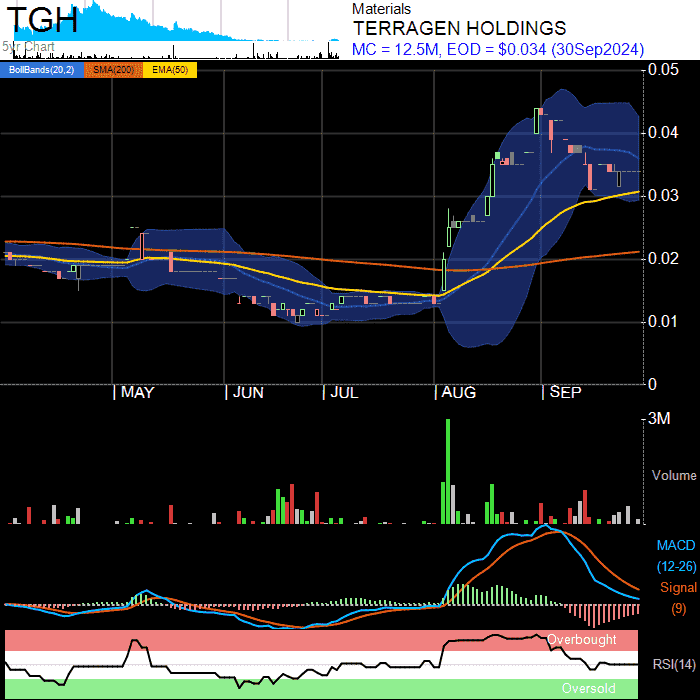 TGH
5yr Chart
Materials
TERRAGEN HOLDINGS
MC = 12.5M, EOD = $0.034 (30Sep2024)
BollBands(20,2) SMA(200) EMA(50)
0.05
0.04
0.03
0.02
0.01
0
MAY JUN JUL AUG SEP
3M
Volume
MACD
(12-26)
Signal
(9)
Overbought
RSI(14)
Oversold